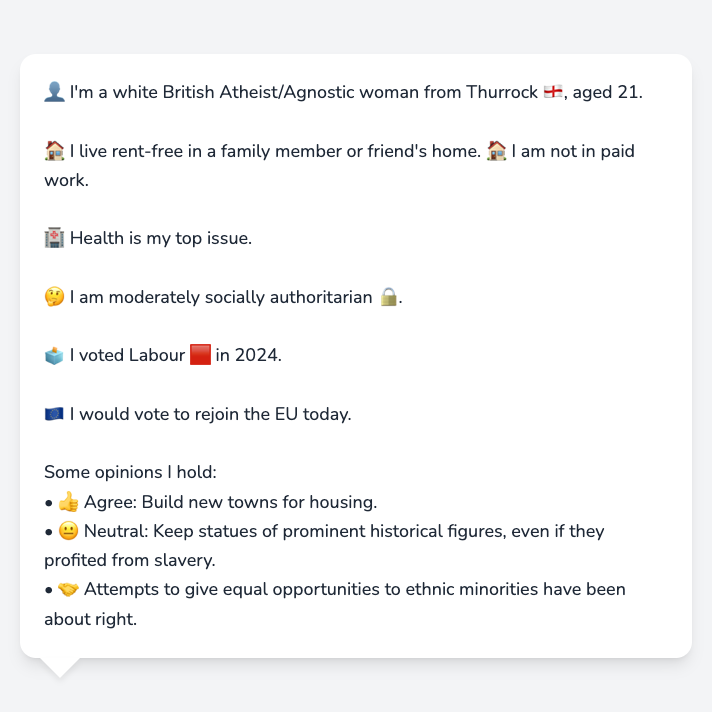 👤 I'm a white British Atheist/Agnostic woman from Thurrock 🏴󠁧󠁢󠁥󠁮󠁧󠁿, aged 21.
🏠 I live rent-free in a family member or friend's home. 🏠 I am not in paid
work.
🏥 Health is my top issue.
🤔 I am moderately socially authoritarian 🔒.
🗳️ I voted Labour 🟥 in 2024.
🇪🇺 I would vote to rejoin the EU today.
Some opinions I hold:
• 👍 Agree: Build new towns for housing.
• 😐 Neutral: Keep statues of prominent historical figures, even if they
profited from slavery.
• 🤝 Attempts to give equal opportunities to ethnic minorities have been
about right.